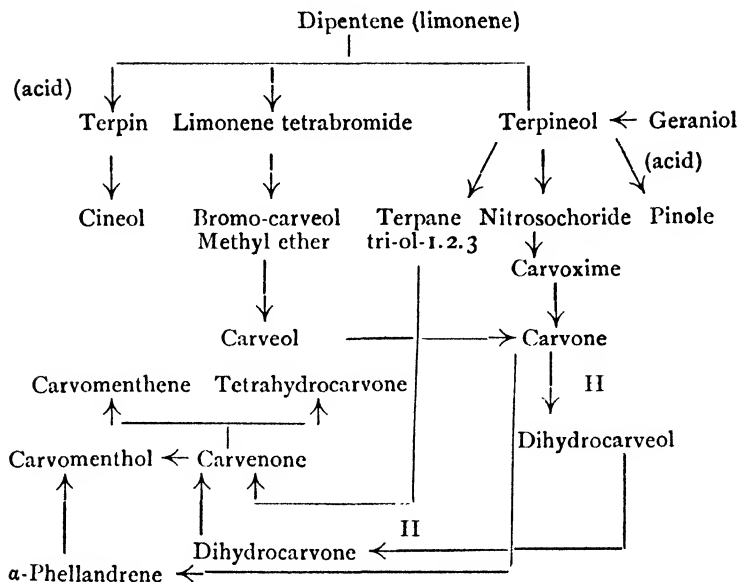 Dipentene (limonene)
(acid)
Terpin Limonene tetrabromide Terpineol Geraniol
(acid)
Cineol Bromo-carveol Terpane Nitrosochoride Pinole
Methyl ether tri-ol-1.2.3
Carvoxime
Carveol Carvone
Carvomenthene Tetrahydrocarvone H
Dihydrocarveol
Carvomenthol Carvenone
H
Dihydrocarvone
α-Phellandrene